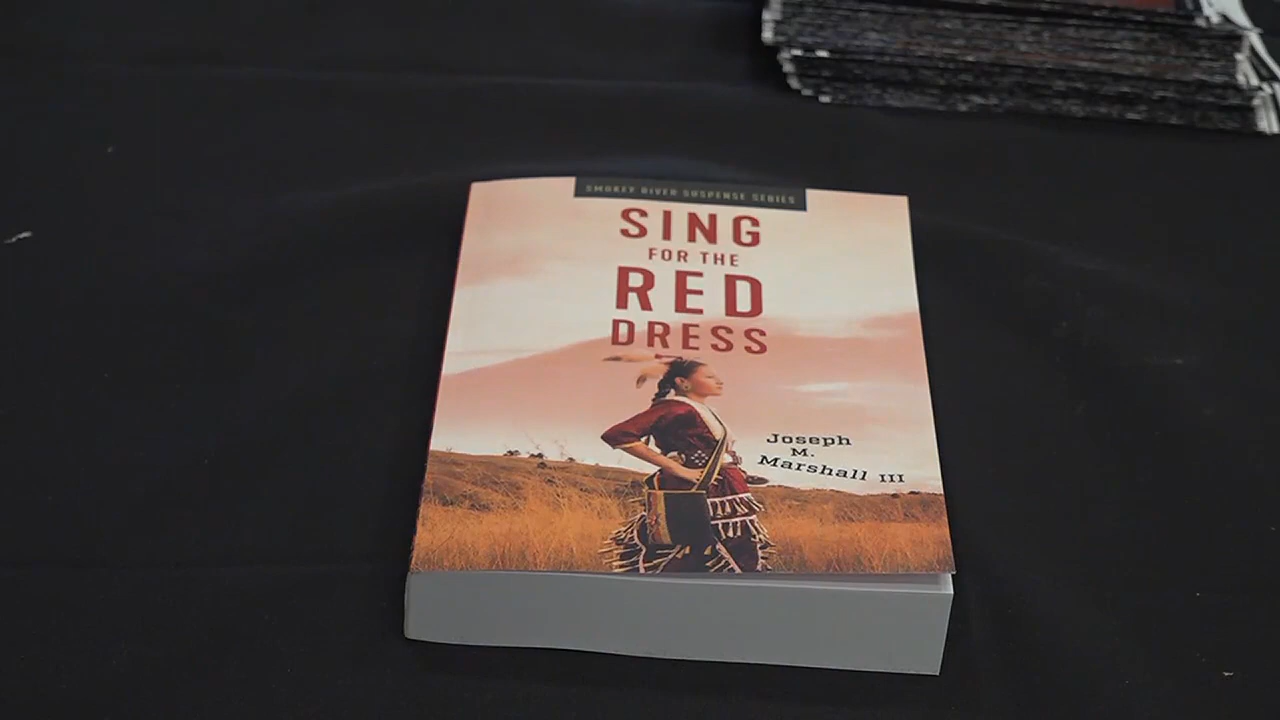 SMOKEY RIVER SUSPENSE SERIES
SING
FOR THE
RED
DRESS
Joseph
M.
Marshall III